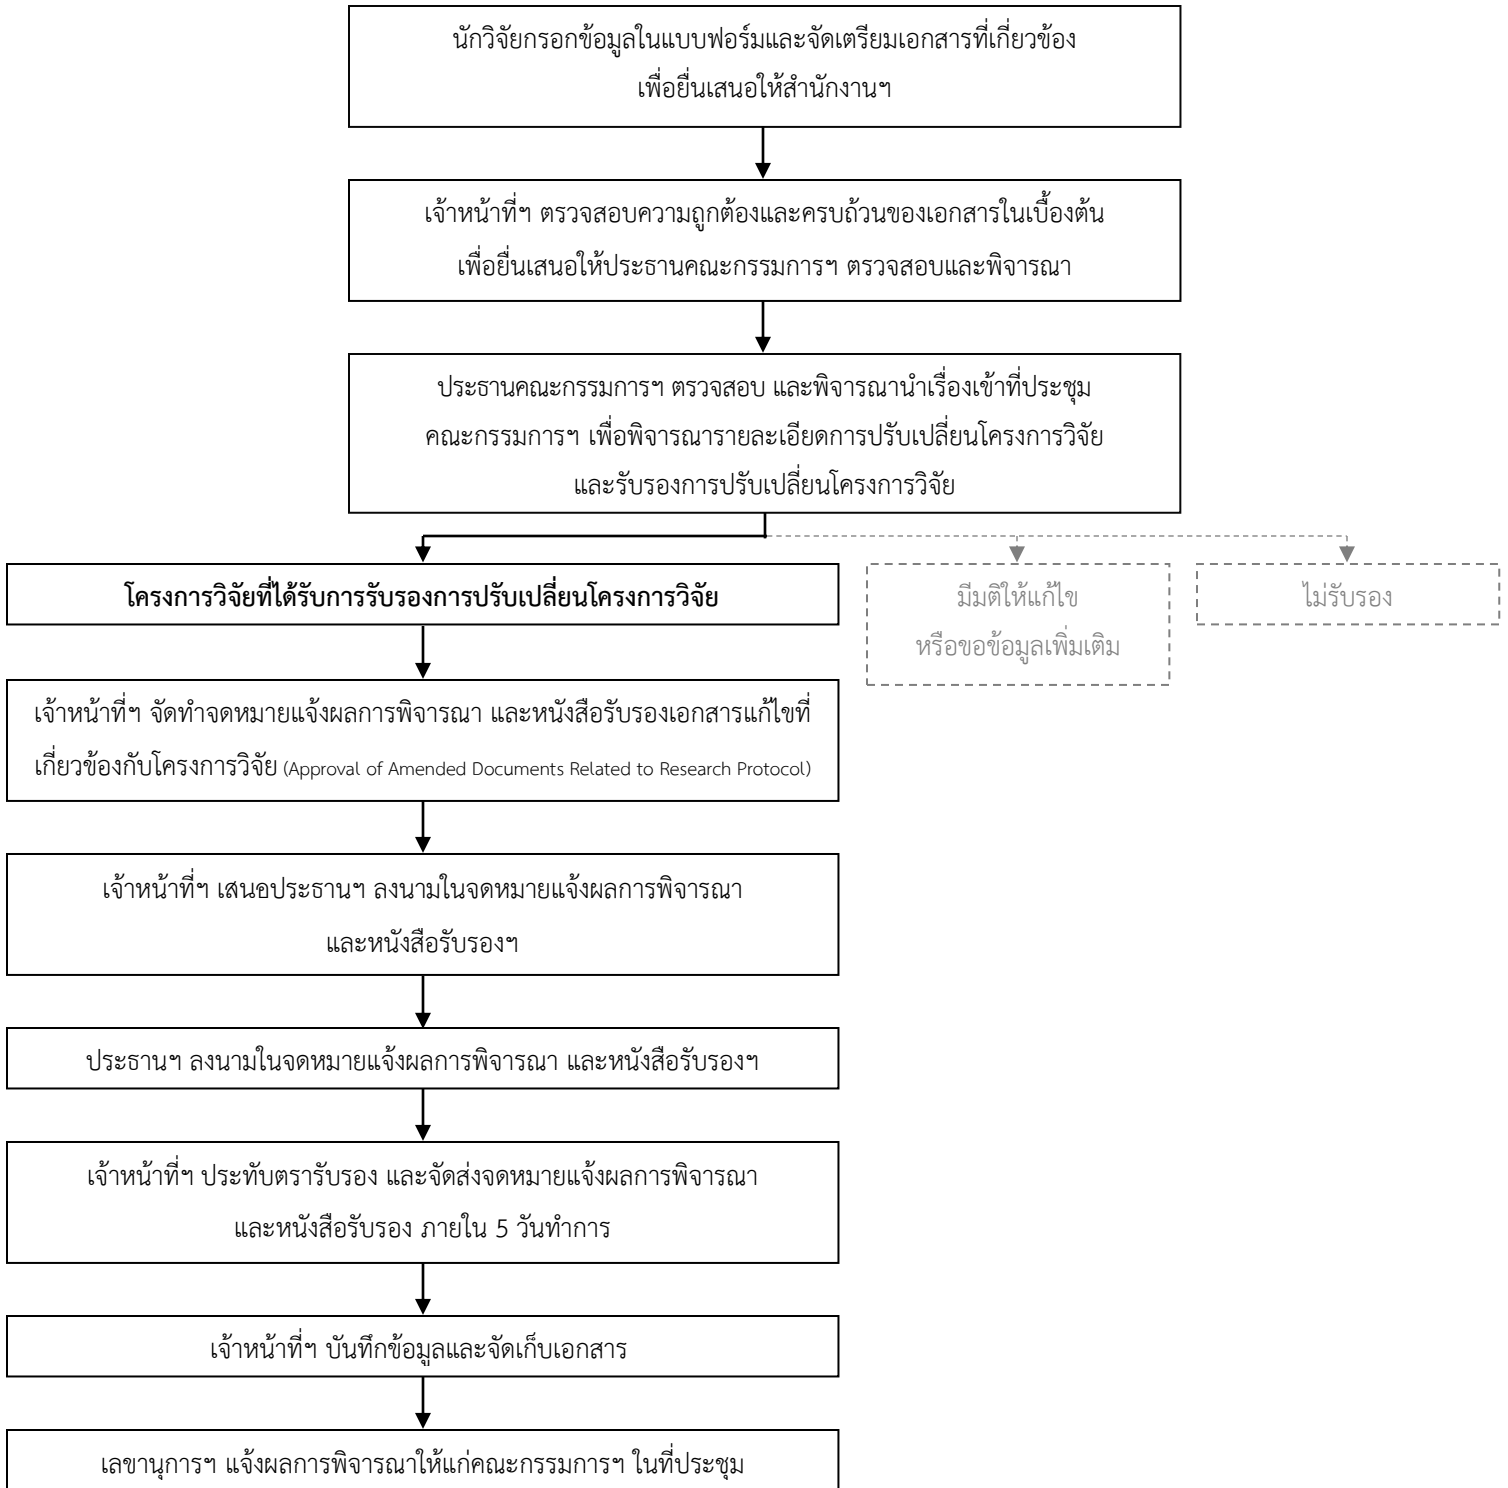 นักวิจัยกรอกข้อมูลในแบบฟอร์มและจัดเตรียมเอกสารที่เกี่ยวข้อง
เพื่อยื่นเสนอให้สำนักงานฯ
เจ้าหน้าที่ฯ ตรวจสอบความถูกต้องและครบถ้วนของเอกสารในเบื้องต้น
เพื่อยื่นเสนอให้ประธานคณะกรรมการฯ ตรวจสอบและพิจารณา
ประธานคณะกรรมการฯ ตรวจสอบ และพิจารณานำเรื่องเข้าที่ประชุม
คณะกรรมการฯ เพื่อพิจารณารายละเอียดการปรับเปลี่ยนโครงการวิจัย
และรับรองการปรับเปลี่ยนโครงการวิจัย
โครงการวิจัยที่ได้รับการรับรองการปรับเปลี่ยนโครงการวิจัย
มีมติให้แก้ไข
หรือขอข้อมูลเพิ่มเติม
ไม่รับรอง
เจ้าหน้าที่ฯ จัดทำจดหมายแจ้งผลการพิจารณา และหนังสือรับรองเอกสารแก้ไขที่
เกี่ยวข้องกับโครงการวิจัย (Approval of Amended Documents Related to Research Protocol)
เจ้าหน้าที่ฯ เสนอประธานฯ ลงนามในจดหมายแจ้งผลการพิจารณา
และหนังสือรับรองฯ
ประธานฯ ลงนามในจดหมายแจ้งผลการพิจารณา และหนังสือรับรองฯ
เจ้าหน้าที่ฯ ประทับตรารับรอง และจัดส่งจดหมายแจ้งผลการพิจารณา
และหนังสือรับรอง ภายใน 5 วันทำการ
เจ้าหน้าที่ฯ บันทึกข้อมูลและจัดเก็บเอกสาร
เลขานุการฯ แจ้งผลการพิจารณาให้แก่คณะกรรมการฯ ในที่ประชุม